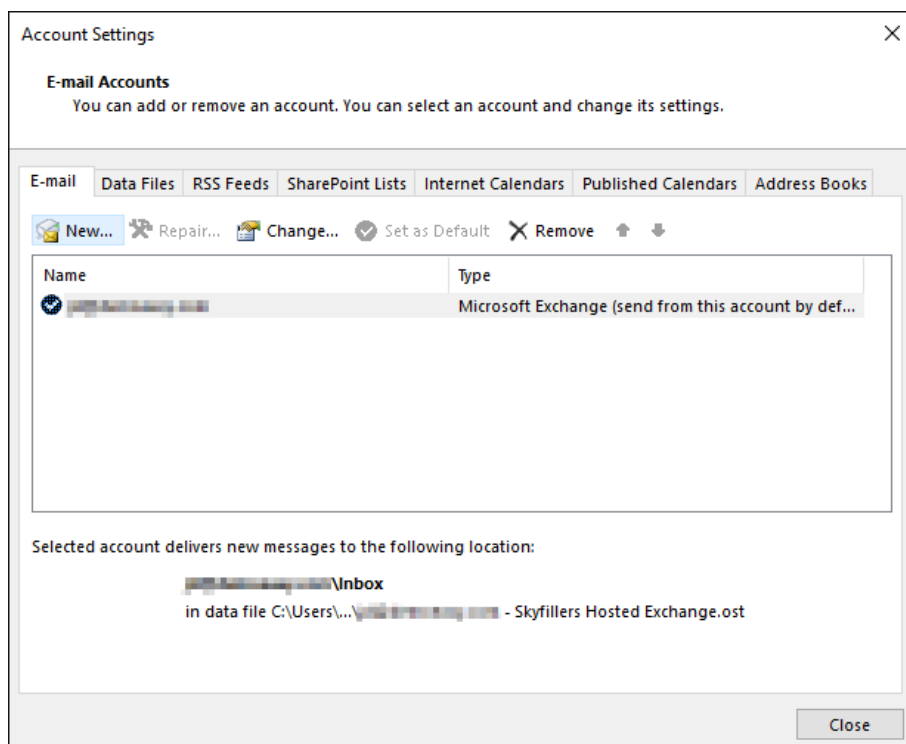 Account Settings
E-mail Accounts
You can add or remove an account. You can select an account and change its settings.
E-mail Data Files RSS Feeds SharePoint Lists Internet Calendars Published Calendars Address Books
New... Repair... Change... Set as Default Remove
Name Type
Microsoft Exchange (send from this account by def...
Selected account delivers new messages to the following location:
\Inbox
in data file C:\Users\...\ - Skyfillers Hosted Exchange.ost
Close